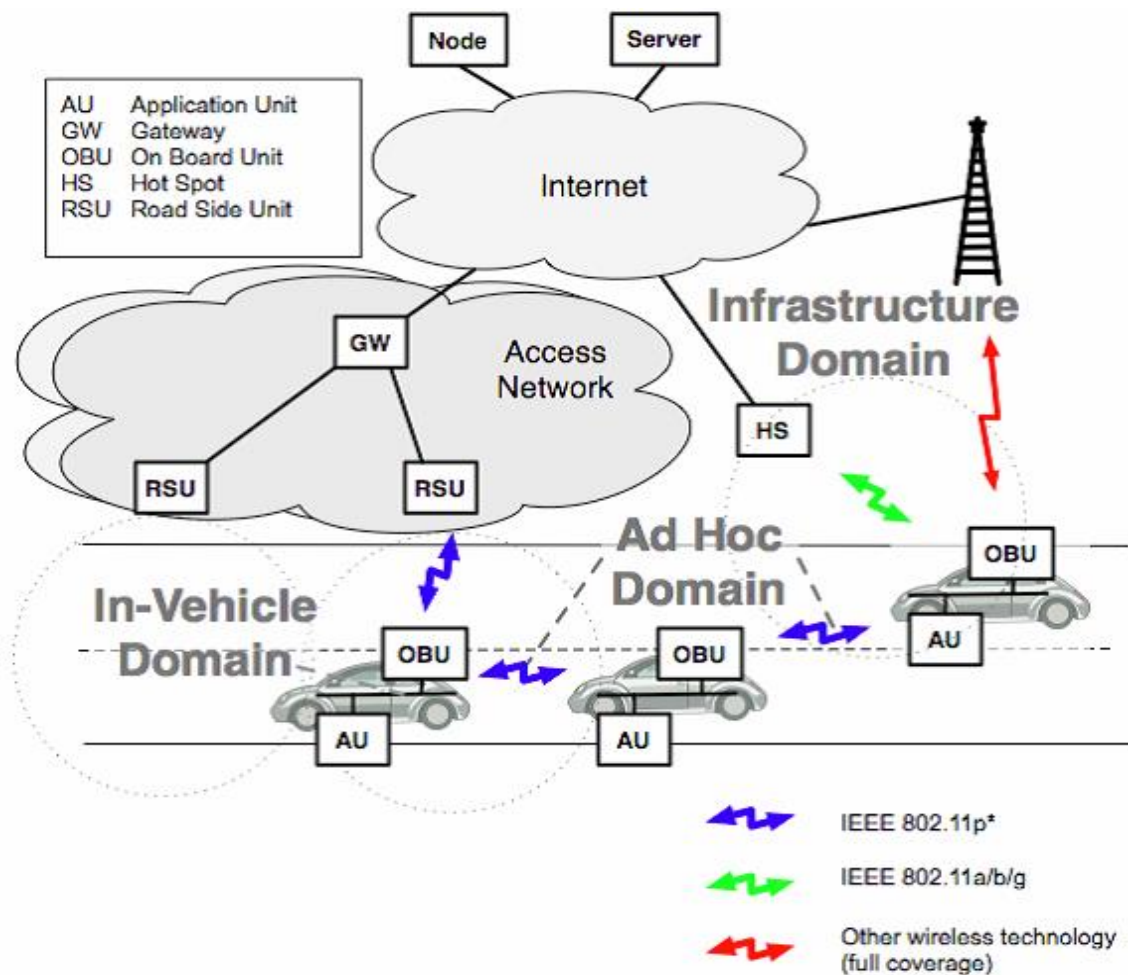 Node
Server
AU Application Unit
GW Gateway
OBU On Board Unit
HS Hot Spot
RSU Road Side Unit
Internet
Infrastructure
Domain
GW
Access
Network
HS
RSU
RSU
Ad Hoc
Domain
OBU
In-Vehicle
Domain
OBU
OBU
AU
AU
AU
IEEE 802.11p*
IEEE 802.11a/b/g
Other wireless technology
(full coverage)